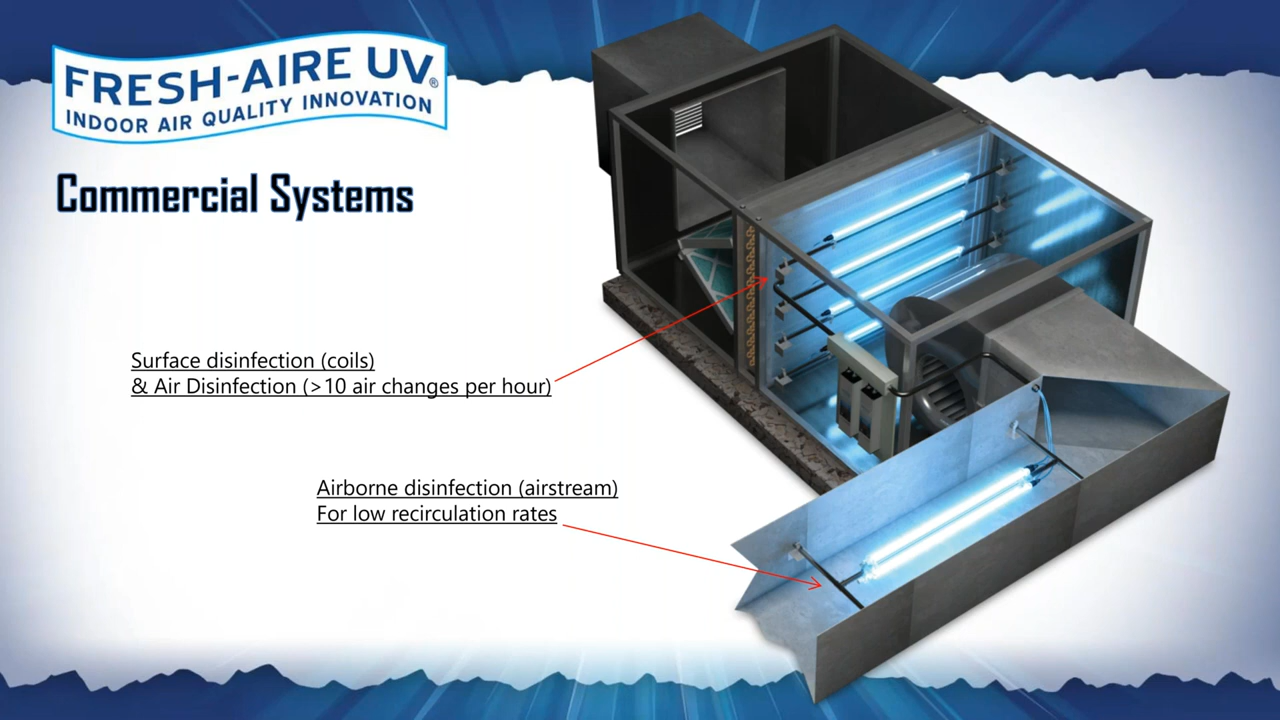 FRESH-AIRE UV®
INDOOR AIR QUALITY INNOVATION
Commercial Systems
Surface disinfection (coils)
& Air Disinfection (>10 air changes per hour)
Airborne disinfection (airstream)
For low recirculation rates